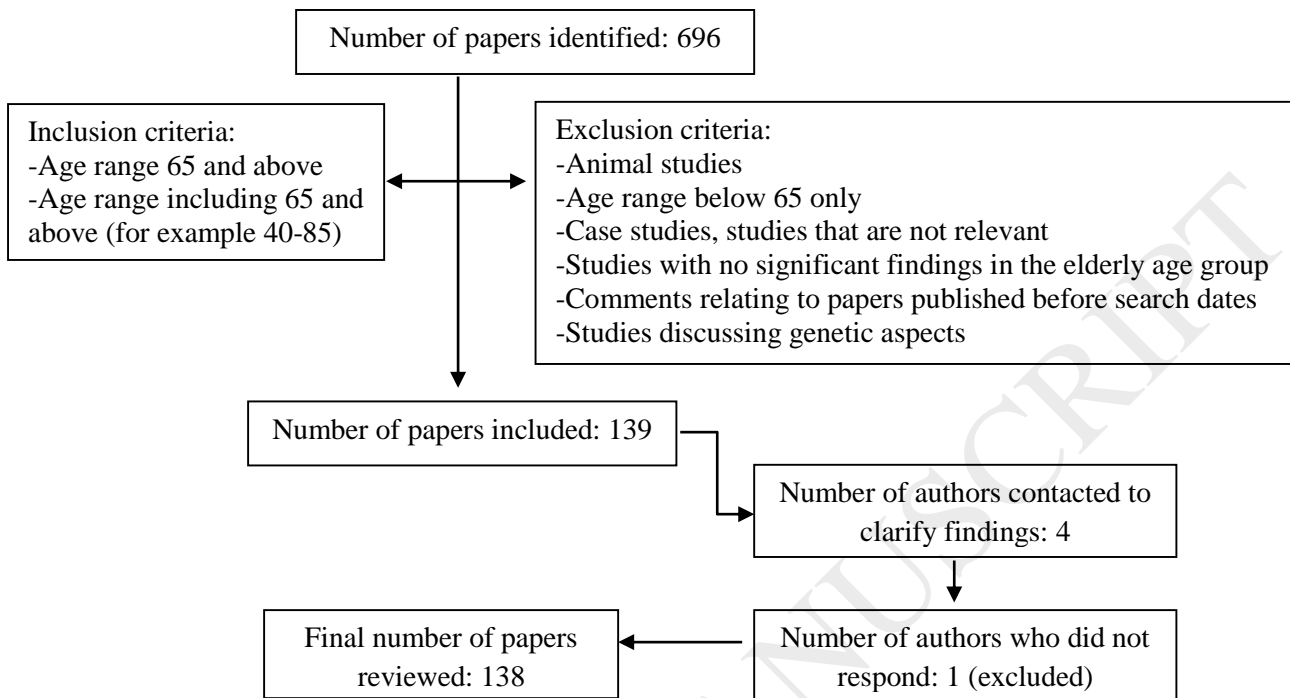 Number of papers identified: 696
Inclusion criteria:
-Age range 65 and above
-Age range including 65 and
above (for example 40-85)
Exclusion criteria:
-Animal studies
-Age range below 65 only
-Case studies, studies that are not relevant
-Studies with no significant findings in the elderly age group
-Comments relating to papers published before search dates
-Studies discussing genetic aspects
Number of papers included: 139
Number of authors contacted to
clarify findings: 4
Number of authors who did not
respond: 1 (excluded)
Final number of papers
reviewed: 138
NUSCRIPT